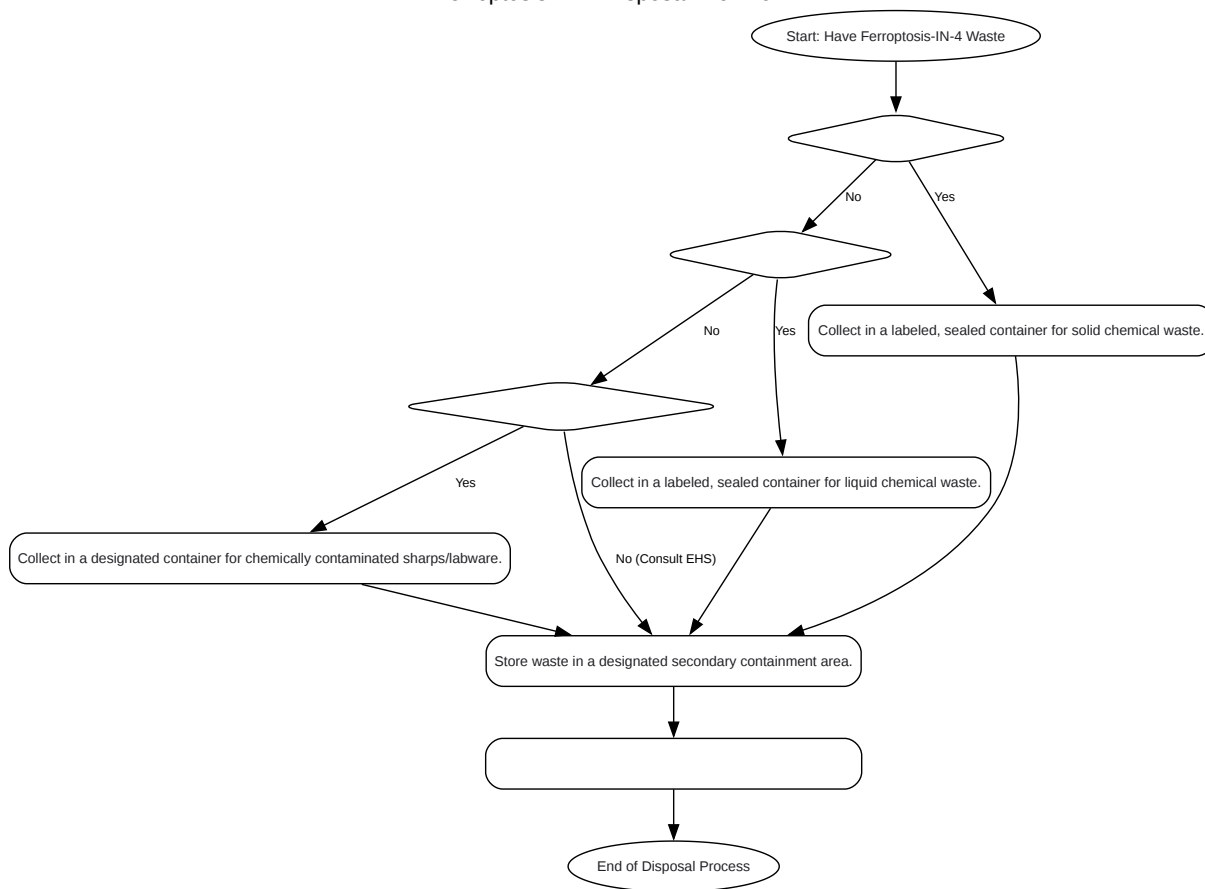 Start: Have Ferroptosis-IN-4 Waste
No
Yes
No
Yes
Collect in a labeled, sealed container for solid chemical waste.
Yes
Collect in a labeled, sealed container for liquid chemical waste.
Collect in a designated container for chemically contaminated sharps/labware.
No (Consult EHS)
Store waste in a designated secondary containment area.
End of Disposal Process